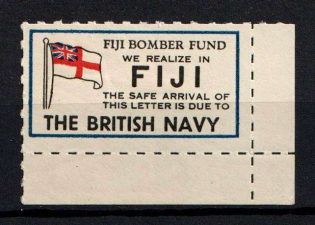 FIJI BOMBER FUND
WE REALIZE IN
FIJI
THE SAFE ARRIVAL OF
THIS LETTER IS DUE TO
THE BRITISH NAVY